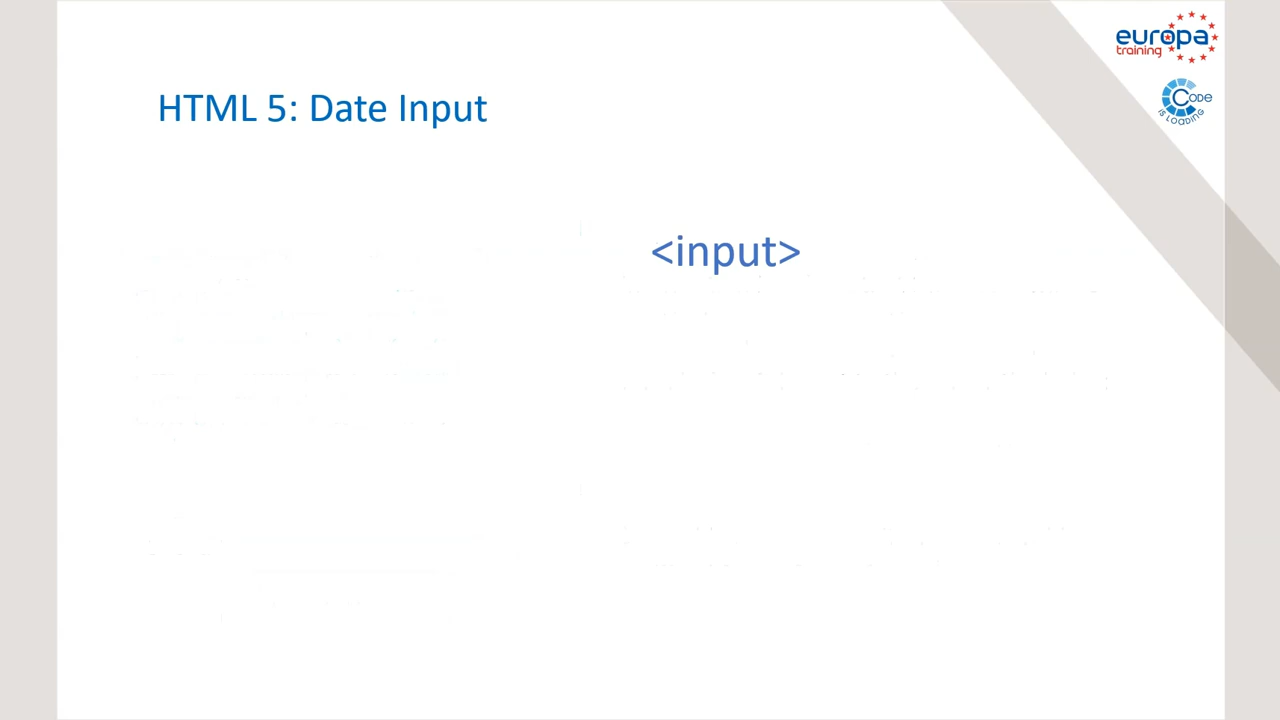 europa
training
Code
is Loading
HTML 5: Date Input
<input>